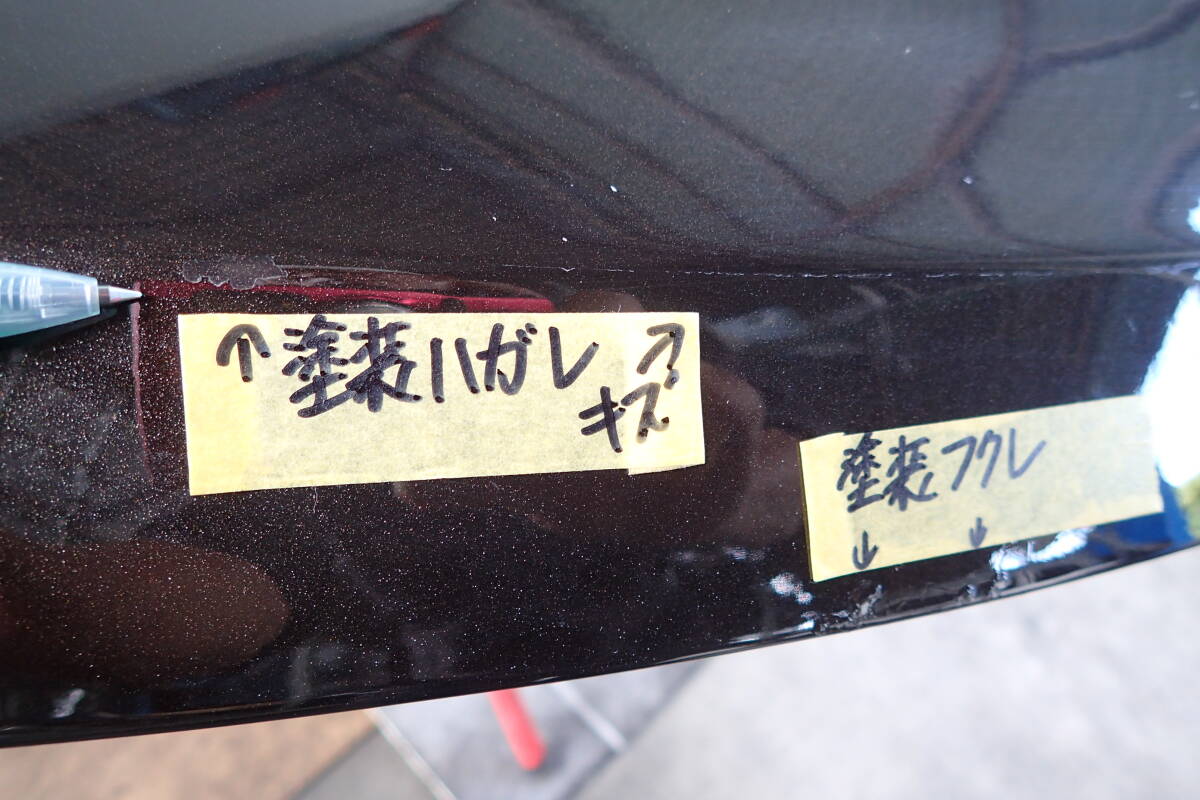 ↑塗装ハガレ ↗
キズ
塗装フクレ
↓ ↓